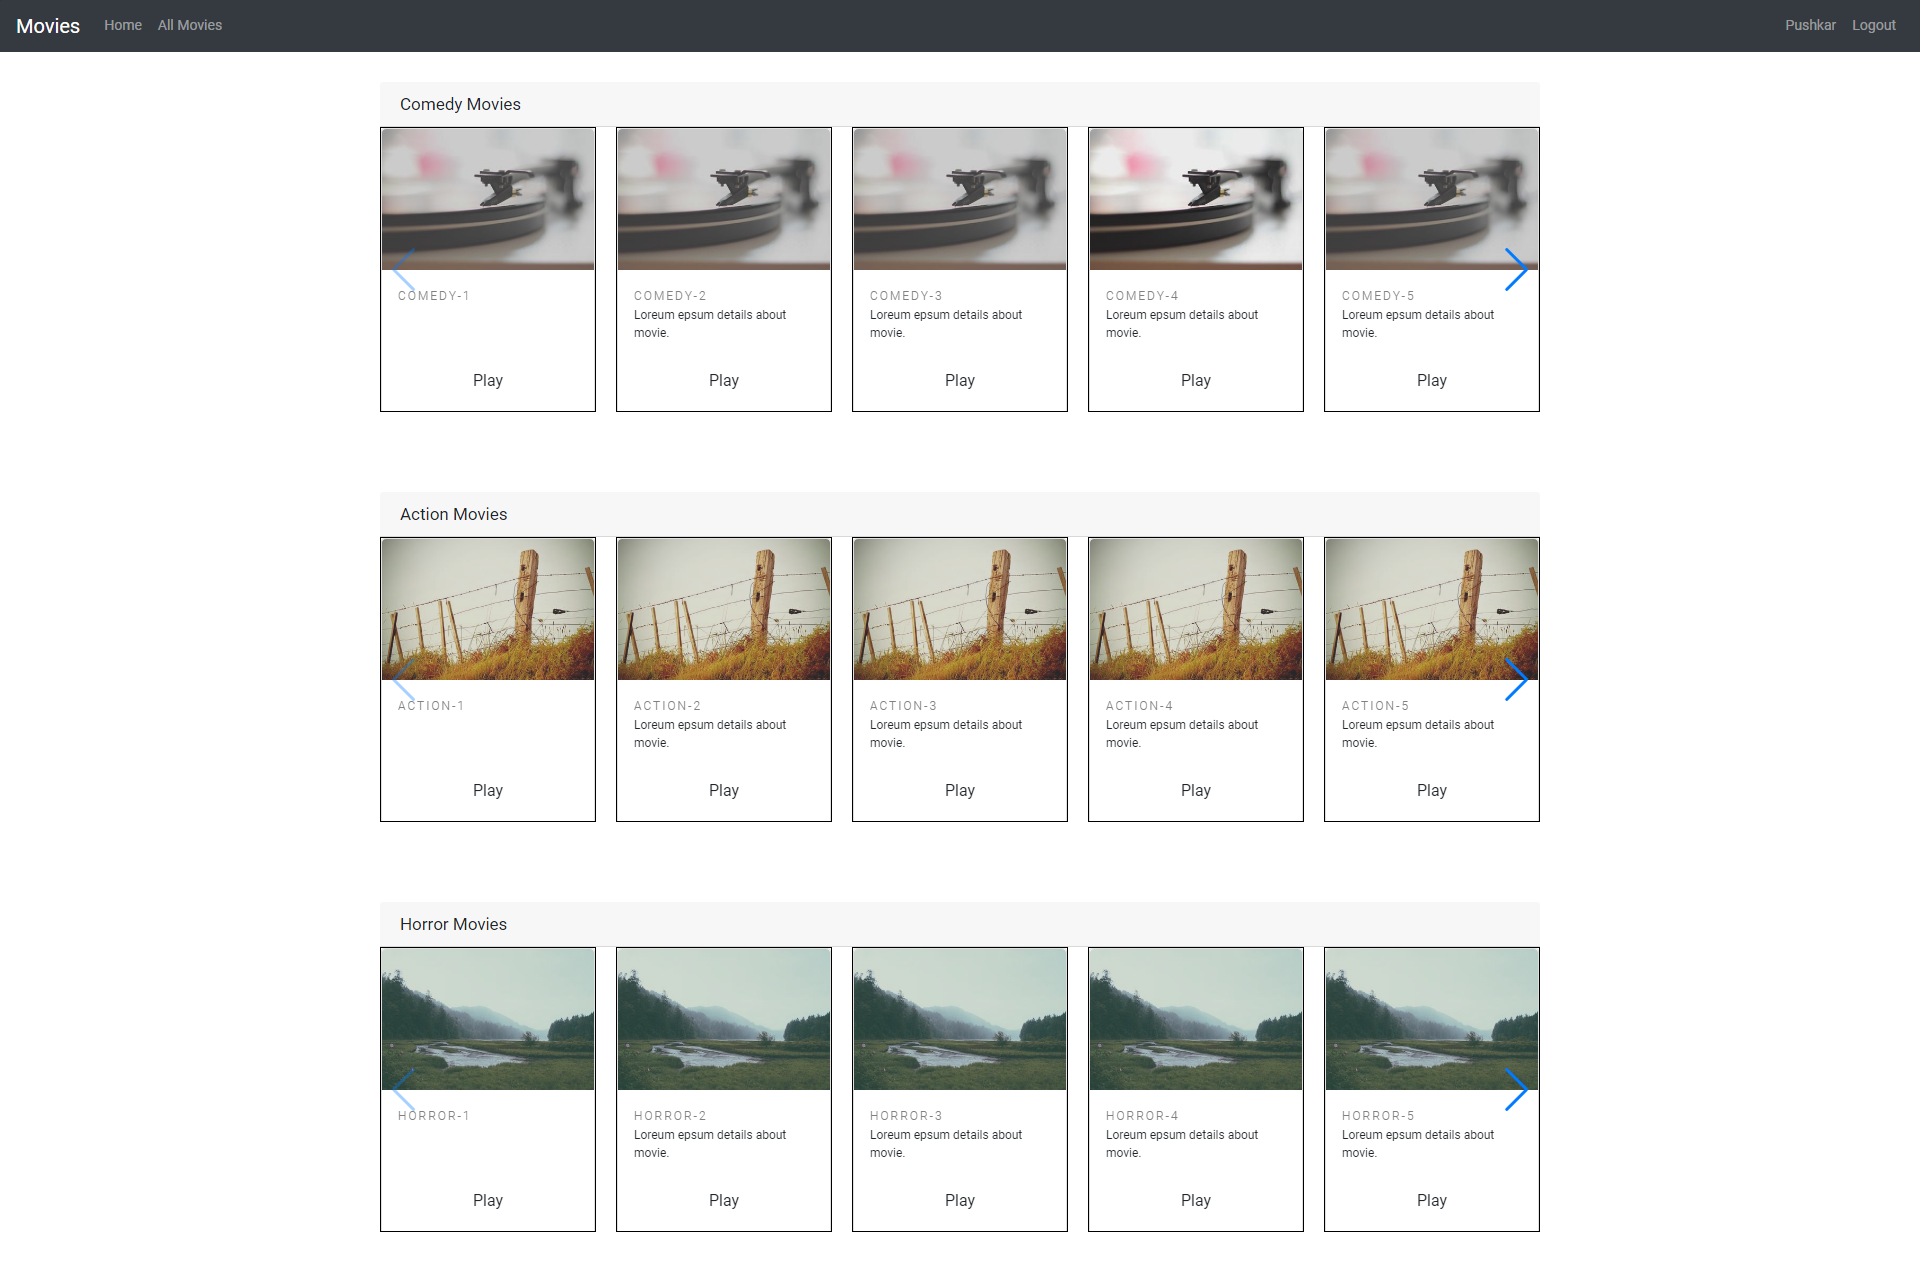 Movies Home All Movies Pushkar Logout
Comedy Movies
COMEDY-1 COMEDY-2 COMEDY-3 COMEDY-4 COMEDY-5
Loreum epsum details about Loreum epsum details about Loreum epsum details about Loreum epsum details about
movie. movie. movie. movie.
Play Play Play Play Play
Action Movies
ACTION-1 ACTION-2 ACTION-3 ACTION-4 ACTION-5
Loreum epsum details about Loreum epsum details about Loreum epsum details about Loreum epsum details about
movie. movie. movie. movie.
Play Play Play Play Play
Horror Movies
HORROR-1 HORROR-2 HORROR-3 HORROR-4 HORROR-5
Loreum epsum details about Loreum epsum details about Loreum epsum details about Loreum epsum details about
movie. movie. movie. movie.
Play Play Play Play Play